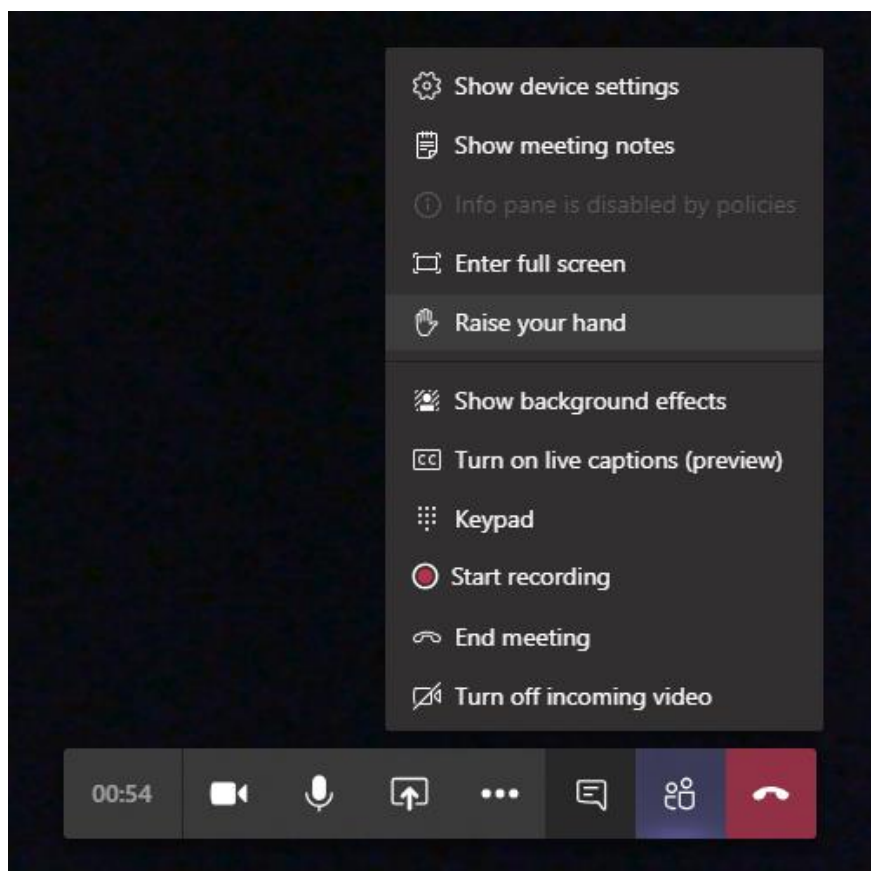 Show device settings
Show meeting notes
Info pane is disabled by policies
Enter full screen
Raise your hand
Show background effects
CC Turn on live captions (preview)
Keypad
Start recording
End meeting
Turn off incoming video
00:54